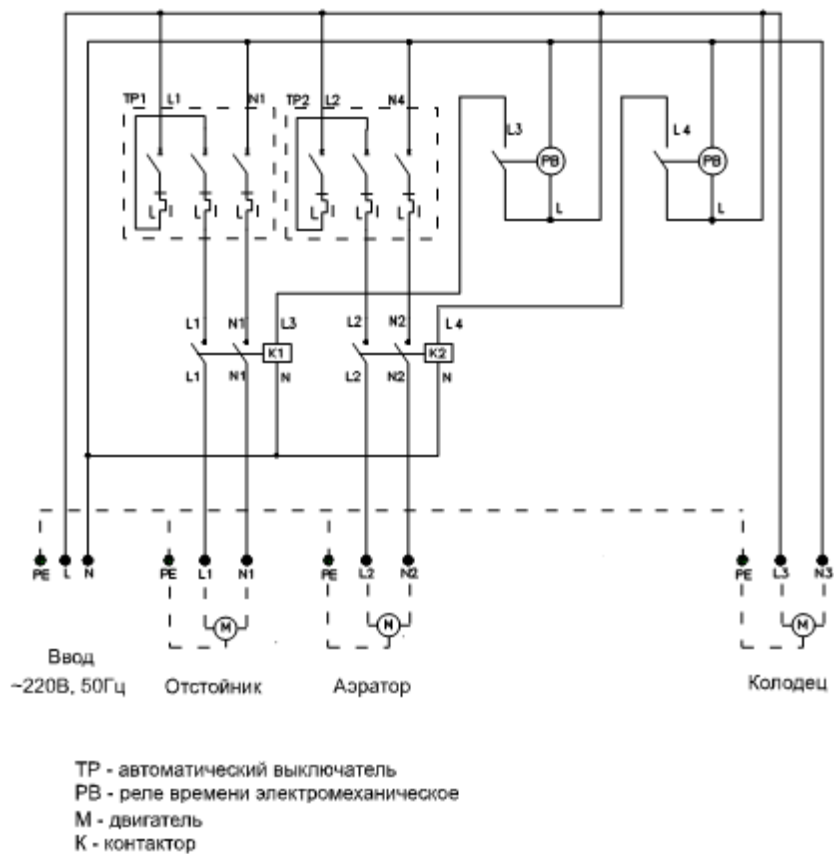 TP1 L1 N1 TP2 L2 N4
L3 L4
PB PB
L I L I L I L I L I L I
L L
L1 N1 L3 L2 N2 L4
K1 K2
L1 N1 N L2 N2 N
PE L N PE L1 N1 PE L2 N2 PE L3 N3
M N M
Ввод
~220В, 50Гц Отстойник Аэратор Колодец
ТР - автоматический выключатель
РВ - реле времени электромеханическое
М - двигатель
К - контактор